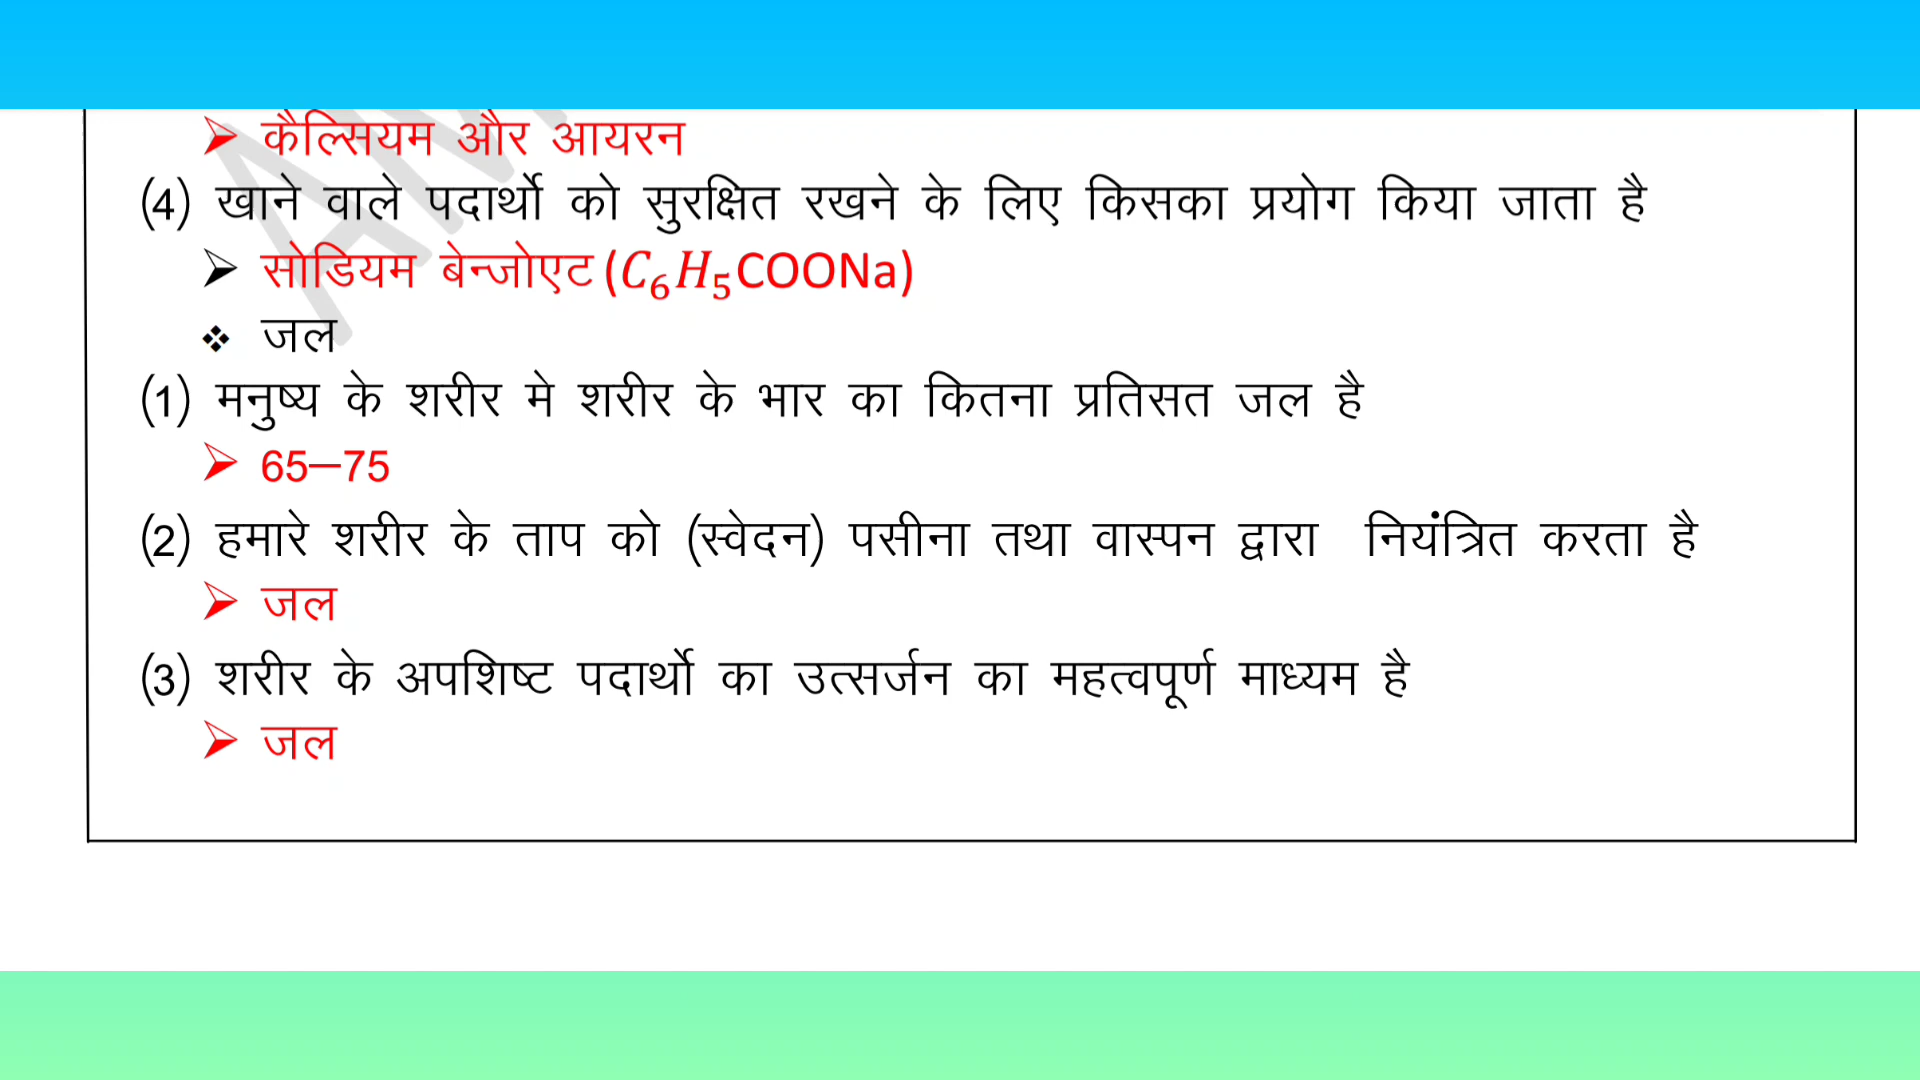 ➢ कैल्सियम और आयरन
(4) खाने वाले पदार्थो को सुरक्षित रखने के लिए किसका प्रयोग किया जाता है
➢ सोडियम बेन्जोएट (C₆H₅COONa)
❖ जल
(1) मनुष्य के शरीर मे शरीर के भार का कितना प्रतिसत जल है
➢ 65–75
(2) हमारे शरीर के ताप को (स्वेदन) पसीना तथा वास्पन द्वारा नियंत्रित करता है
➢ जल
(3) शरीर के अपशिष्ट पदार्थो का उत्सर्जन का महत्वपूर्ण माध्यम है
➢ जल